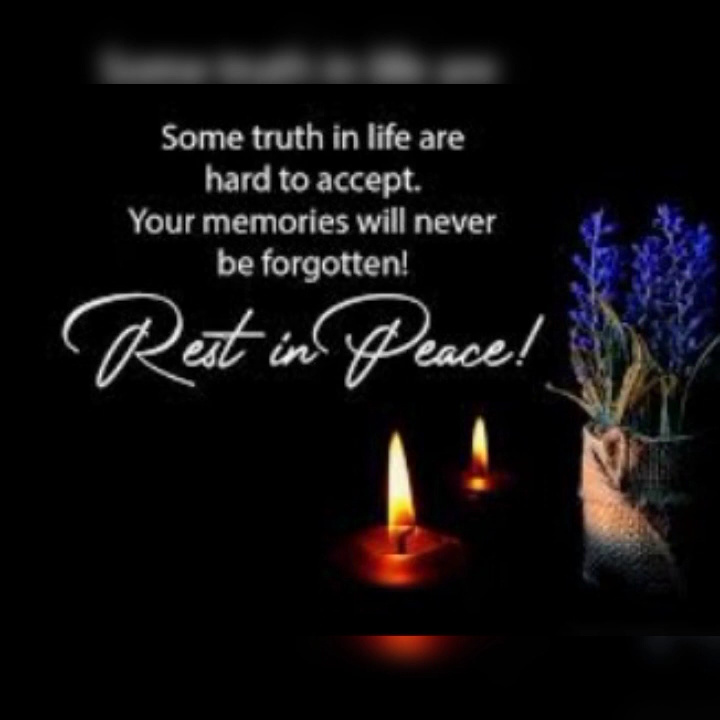 Some truth in life are
hard to accept.
Your memories will never
be forgotten!
Rest in Peace!